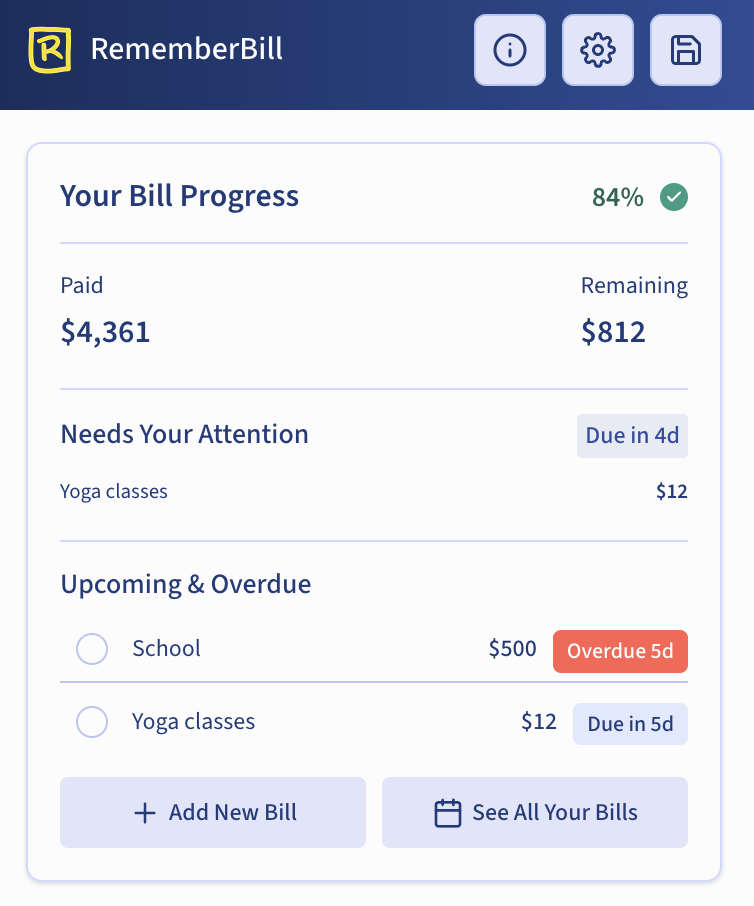 R RememberBill
Your Bill Progress 84%
Paid Remaining
$4,361 $812
Needs Your Attention Due in 4d
Yoga classes $12
Upcoming & Overdue
School $500 Overdue 5d
Yoga classes $12 Due in 5d
Add New Bill See All Your Bills